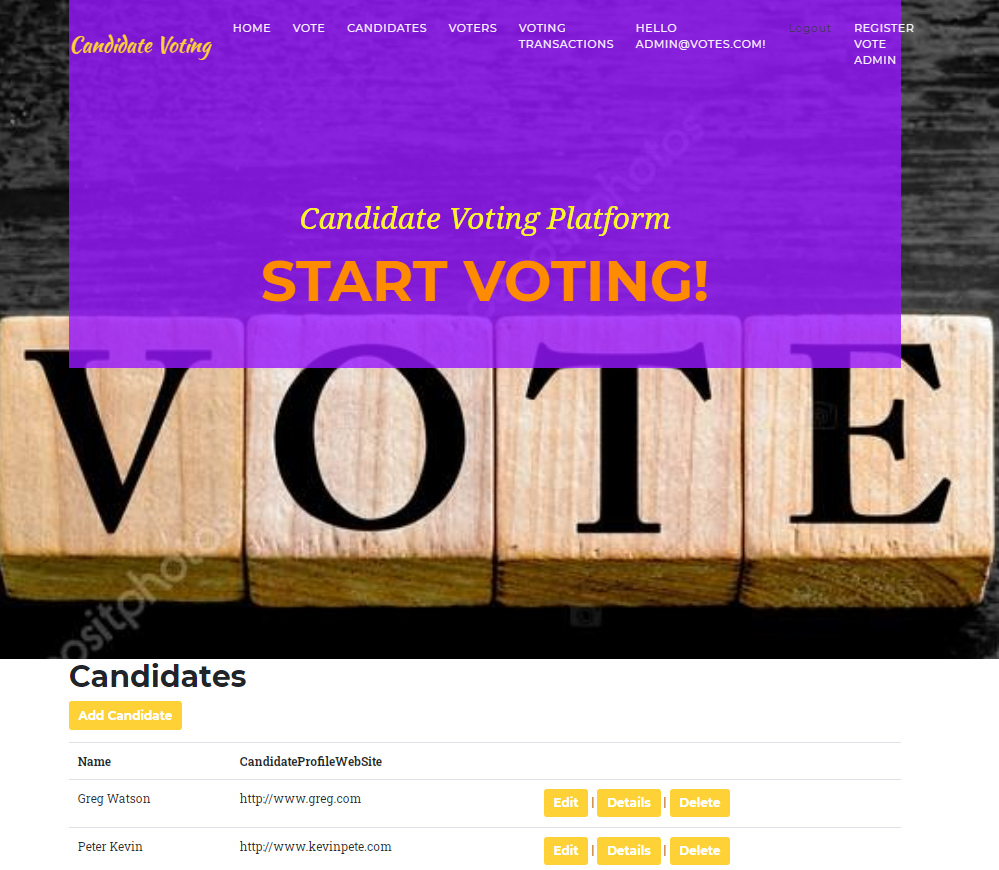 Candidate Voting
HOME VOTE CANDIDATES VOTERS VOTING TRANSACTIONS HELLO ADMIN@VOTES.COM! Logout REGISTER VOTE ADMIN
Candidate Voting Platform
START VOTING!
depositphotos
VOTE
ositphotos
Candidates
Add Candidate
Name CandidateProfileWebSite
Greg Watson http://www.greg.com Edit | Details | Delete
Peter Kevin http://www.kevinpete.com Edit | Details | Delete